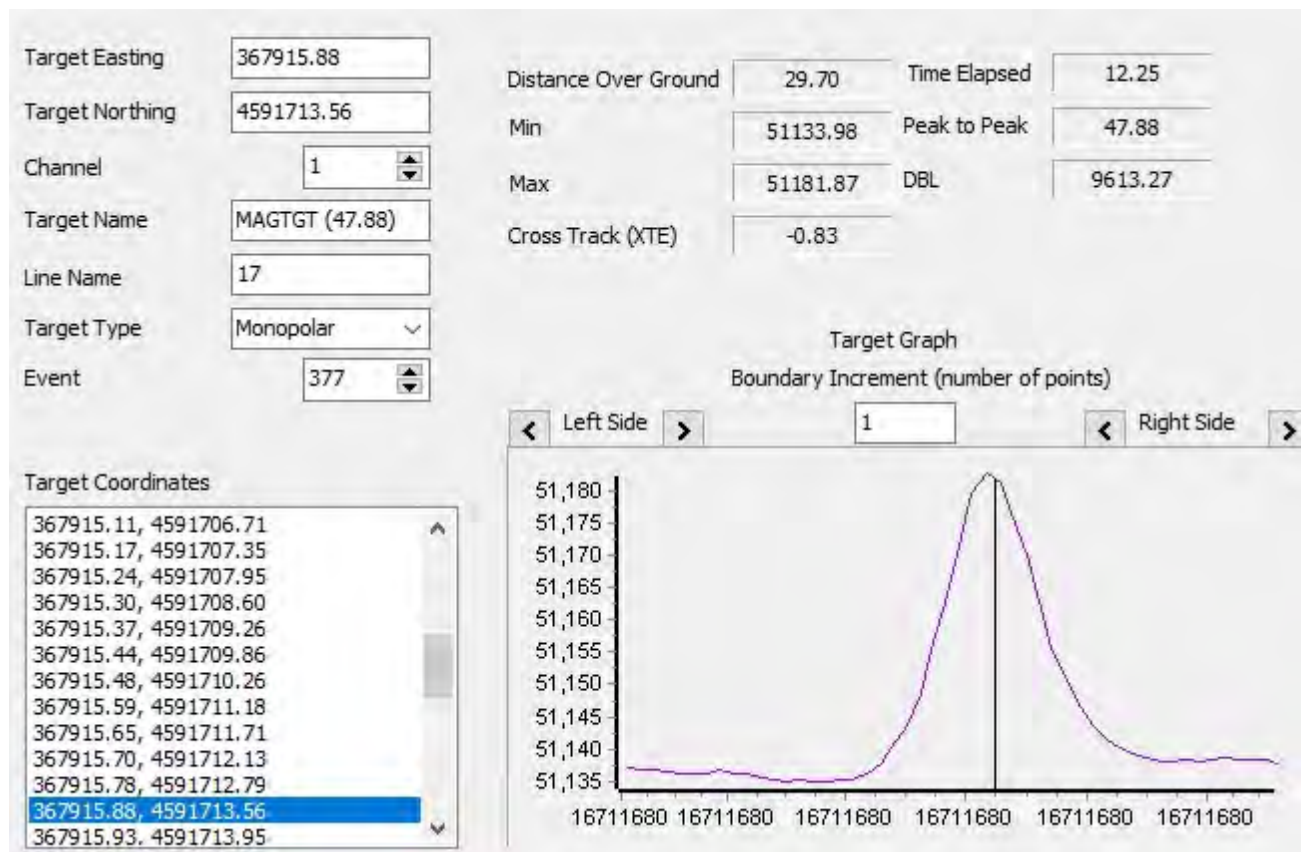 Target Easting 367915.88
Target Northing 4591713.56
Channel 1
Target Name MAGTGT (47.88)
Line Name 17
Target Type Monopolar
Event 377
Distance Over Ground 29.70 Time Elapsed 12.25
Min 51133.98 Peak to Peak 47.88
Max 51181.87 DBL 9613.27
Cross Track (XTE) -0.83
Target Graph
Boundary Increment (number of points)
< Left Side > 1 < Right Side >
Target Coordinates
367915.11, 4591706.71
367915.17, 4591707.35
367915.24, 4591707.95
367915.30, 4591708.60
367915.37, 4591709.26
367915.44, 4591709.86
367915.48, 4591710.26
367915.59, 4591711.18
367915.65, 4591711.71
367915.70, 4591712.13
367915.78, 4591712.79
367915.88, 4591713.56
367915.93, 4591713.95
51,180
51,175
51,170
51,165
51,160
51,155
51,150
51,145
51,140
51,135
16711680 16711680 16711680 16711680 16711680 16711680